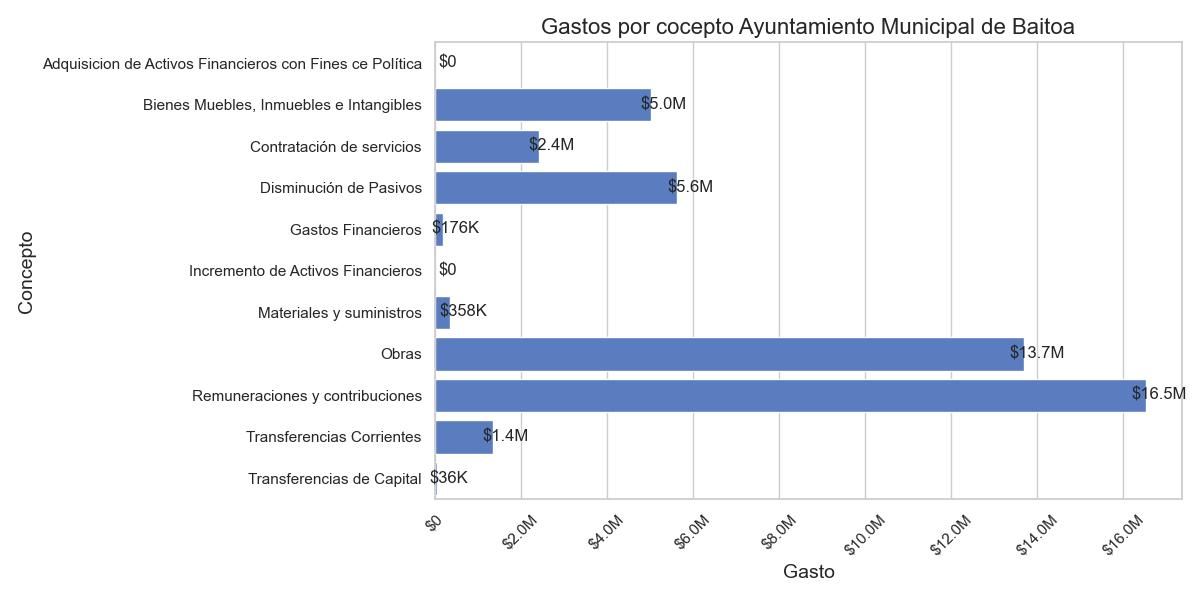 Gastos por cocepto Ayuntamiento Municipal de Baitoa
Concepto
Adquisicion de Activos Financieros con Fines ce Política $0
Bienes Muebles, Inmuebles e Intangibles $5.0M
Contratación de servicios $2.4M
Disminución de Pasivos $5.6M
Gastos Financieros $176K
Incremento de Activos Financieros $0
Materiales y suministros $358K
Obras $13.7M
Remuneraciones y contribuciones $16.5M
Transferencias Corrientes $1.4M
Transferencias de Capital $36K
$0 $2.0M $4.0M $6.0M $8.0M $10.0M $12.0M $14.0M $16.0M
Gasto